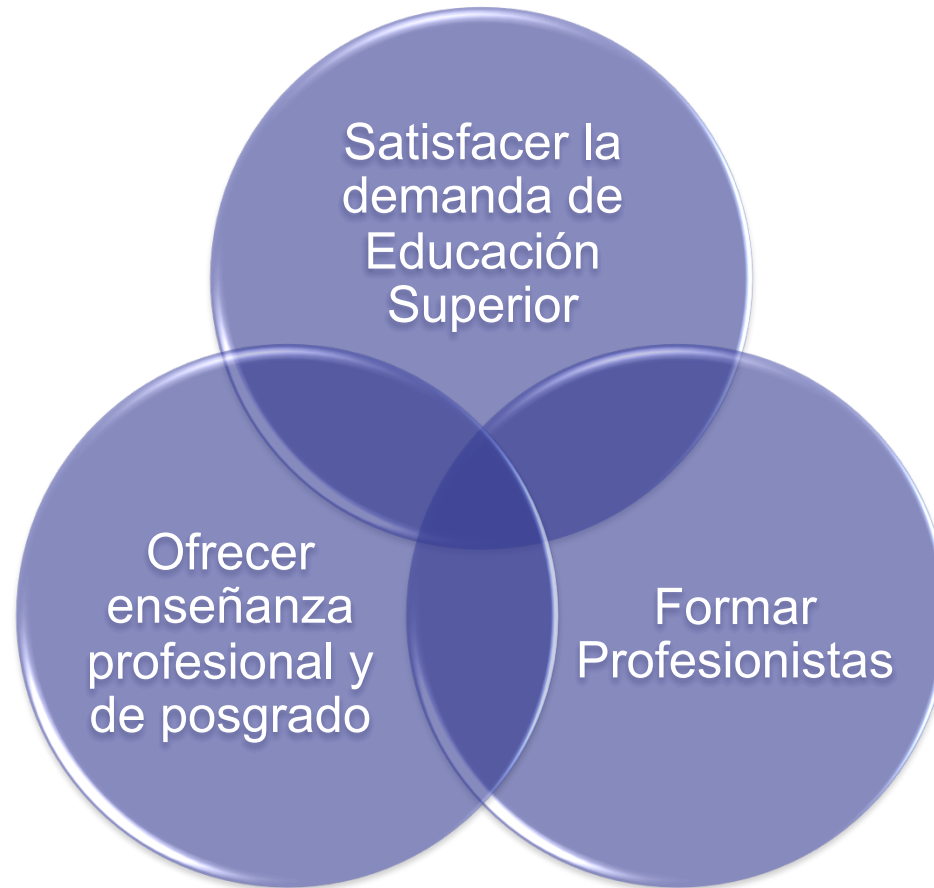 Satisfacer la
demanda de
Educación
Superior
Ofrecer
enseñanza
profesional y
de posgrado
Formar
Profesionistas